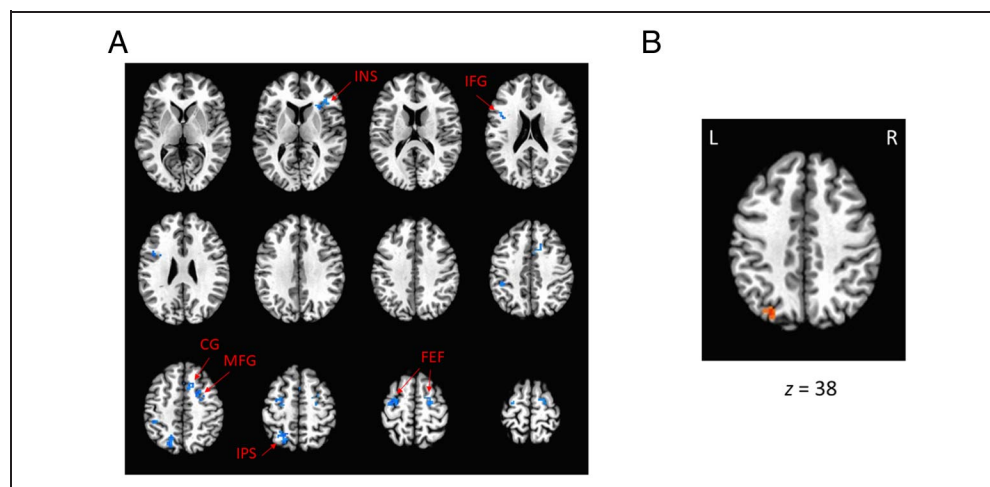 A
INS
IFG
CG
MFG
FEF
IPS
B
L R
z = 38